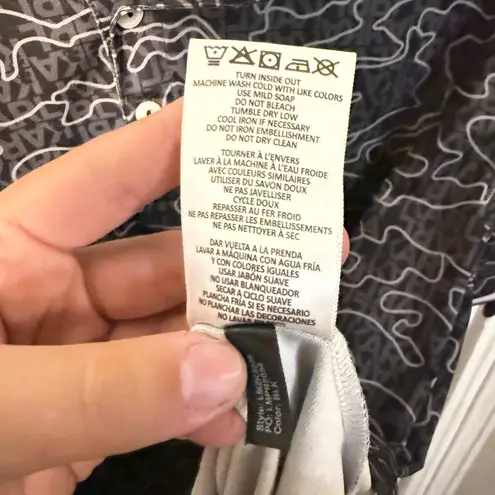 TURN INSIDE OUT
MACHINE WASH COLD WITH LIKE COLORS
USE MILD SOAP
DO NOT BLEACH
TUMBLE DRY LOW
COOL IRON IF NECESSARY
DO NOT IRON EMBELLISHMENT
DO NOT DRY CLEAN
TOURNER À L'ENVERS
LAVER À LA MACHINE À L'EAU FROIDE
AVEC COULEURS SIMILAIRES
UTILISER DU SAVON DOUX
NE PAS JAVELLISER
CYCLE DOUX
REPASSER AU FER FROID
NE PAS REPASSER LES EMBELLISSEMENTS
NE PAS NETTOYER À SEC
DAR VUELTA A LA PRENDA
LAVAR A MÁQUINA CON AGUA FRÍA
Y CON COLORES IGUALES
USAR JABÓN SUAVE
NO USAR BLANQUEADOR
SECAR A CICLO SUAVE
PLANCHA FRÍA SI ES NECESARIO
NO PLANCHAR LAS DECORACIONES
NO LAVAR
Style:
PO:
Color: BLK